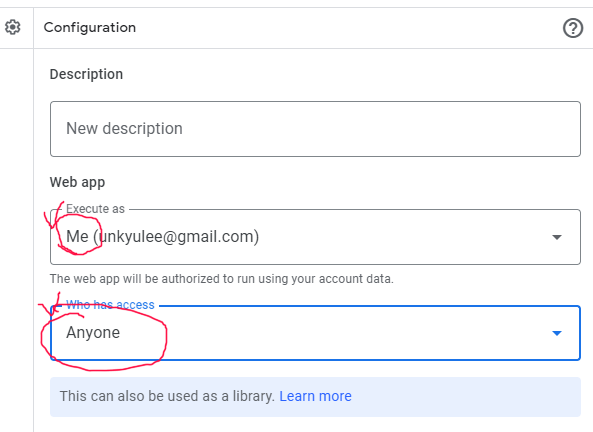 Configuration
Description
New description
Web app
Execute as
Me (unkyulee@gmail.com)
The web app will be authorized to run using your account data.
Who has access
Anyone
This can also be used as a library. Learn more